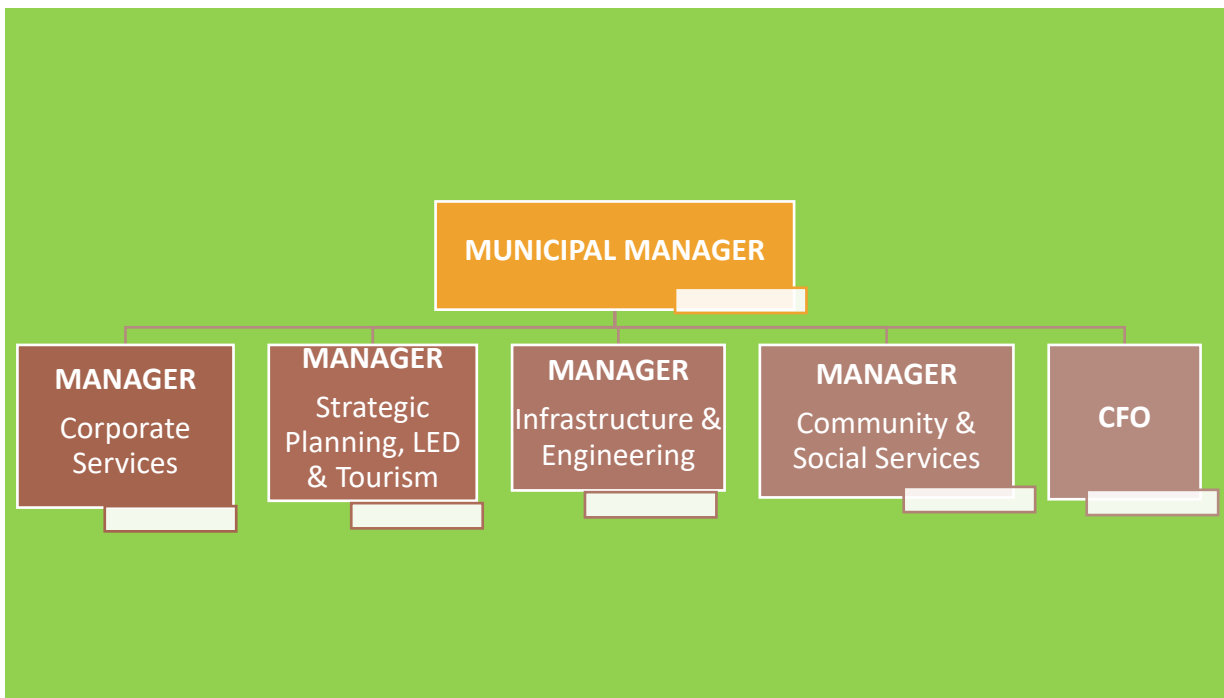 MUNICIPAL MANAGER
MANAGER
Corporate
Services
MANAGER
Strategic
Planning, LED
& Tourism
MANAGER
Infrastructure &
Engineering
MANAGER
Community &
Social Services
CFO